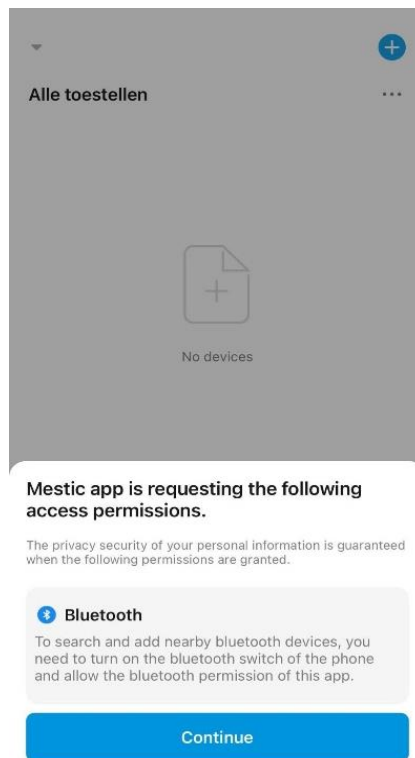 Alle toestellen
No devices
Mestic app is requesting the following
access permissions.
The privacy security of your personal information is guaranteed
when the following permissions are granted.
Bluetooth
To search and add nearby bluetooth devices, you
need to turn on the bluetooth switch of the phone
and allow the bluetooth permission of this app.
Continue